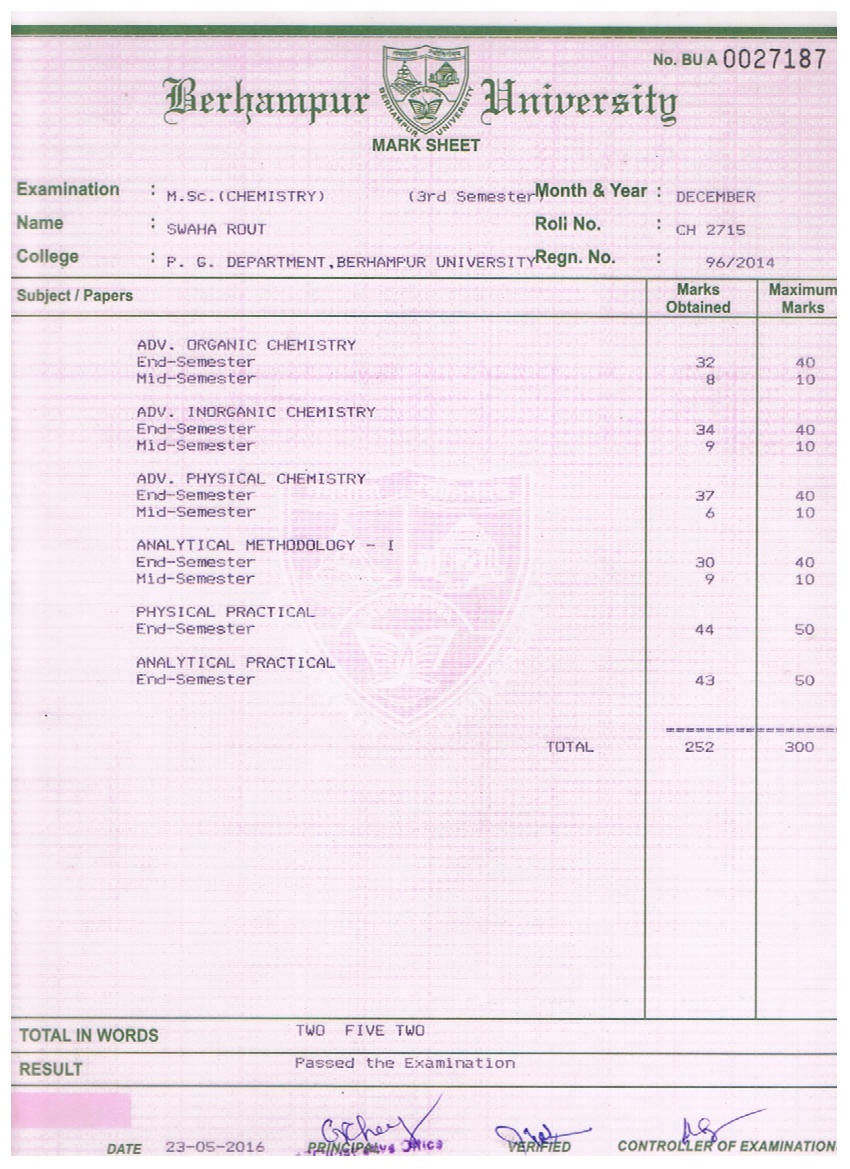 No. BU A 0027187
Berhampur University
BERHAMPUR UNIVERSITY
MARK SHEET
Examination : M.Sc.(CHEMISTRY) (3rd Semester) Month & Year : DECEMBER
Name : SWAHA ROUT Roll No. : CH 2715
College : P. G. DEPARTMENT,BERHAMPUR UNIVERSITY Regn. No. : 96/2014
Subject / Papers Marks Obtained Maximum Marks
ADV. ORGANIC CHEMISTRY
End-Semester 32 40
Mid-Semester 8 10
ADV. INORGANIC CHEMISTRY
End-Semester 34 40
Mid-Semester 9 10
ADV. PHYSICAL CHEMISTRY
End-Semester 37 40
Mid-Semester 6 10
ANALYTICAL METHODOLOGY - I
End-Semester 30 40
Mid-Semester 9 10
PHYSICAL PRACTICAL
End-Semester 44 50
ANALYTICAL PRACTICAL
End-Semester 43 50
TOTAL 252 300
TOTAL IN WORDS TWO FIVE TWO
RESULT Passed the Examination
DATE 23-05-2016 PRINCIPAL VERIFIED CONTROLLER OF EXAMINATION